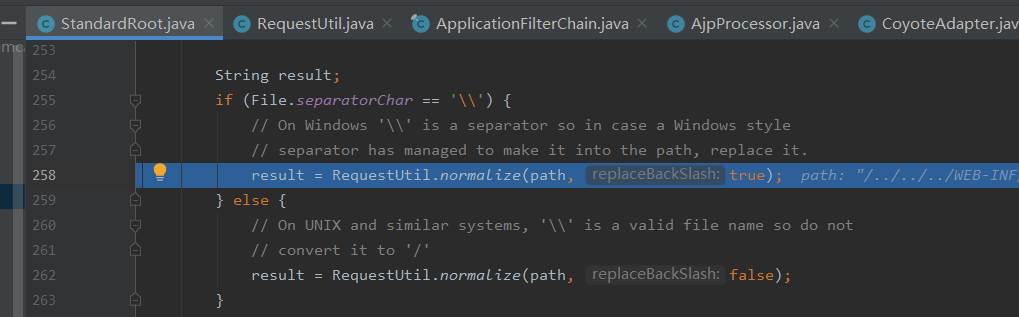 StandardRoot.java RequestUtil.java ApplicationFilterChain.java AjpProcessor.java CoyoteAdapter.jav
253
254 String result;
255 if (File.separatorChar == '\\') {
256 // On Windows '\\' is a separator so in case a Windows style
257 // separator has managed to make it into the path, replace it.
258 result = RequestUtil.normalize(path, replaceBackSlash: true); path: "/../../../WEB-INF/
259 } else {
260 // On UNIX and similar systems, '\\' is a valid file name so do not
261 // convert it to '/'
262 result = RequestUtil.normalize(path, replaceBackSlash: false);
263 }